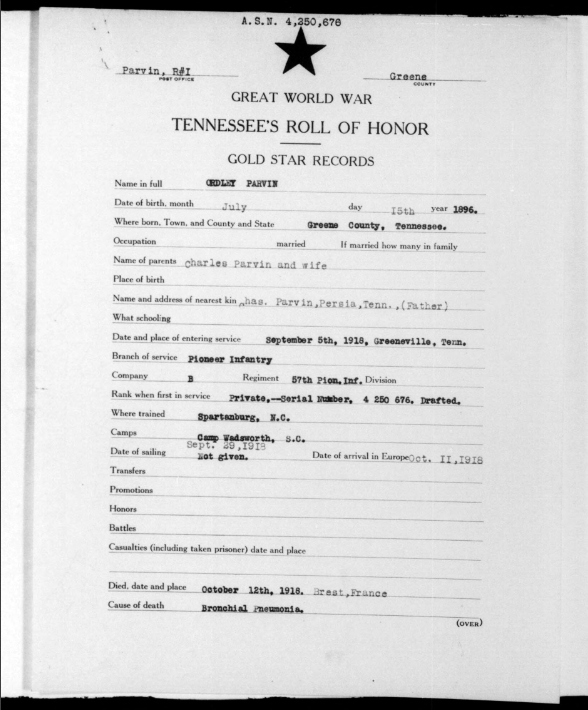 A.S.N. 4,250,676
Parvin, R#I Greene
POST OFFICE COUNTY
GREAT WORLD WAR
TENNESSEE'S ROLL OF HONOR
GOLD STAR RECORDS
Name in full ORDLEY PARVIN
Date of birth, month July day 15th year 1896.
Where born, Town, and County and State Greene County, Tennessee.
Occupation married If married how many in family
Name of parents Charles Parvin and wife
Place of birth
Name and address of nearest kin Chas. Parvin,Persia,Tenn.,(Father)
What schooling
Date and place of entering service September 5th, 1918, Greeneville, Tenn.
Branch of service Pioneer Infantry
Company B Regiment 57th Pion.Inf. Division
Rank when first in service Private,--Serial Number, 4 250 676. Drafted.
Where trained Spartanburg, N.C.
Camps Camp Wadsworth, S.C.
Sept. 29,1918
Date of sailing Not given. Date of arrival in Europe Oct. II,1918
Transfers
Promotions
Honors
Battles
Casualties (including taken prisoner) date and place
Died, date and place October 12th, 1918. Brest,France
Cause of death Bronchial Pneumonia.
(OVER)